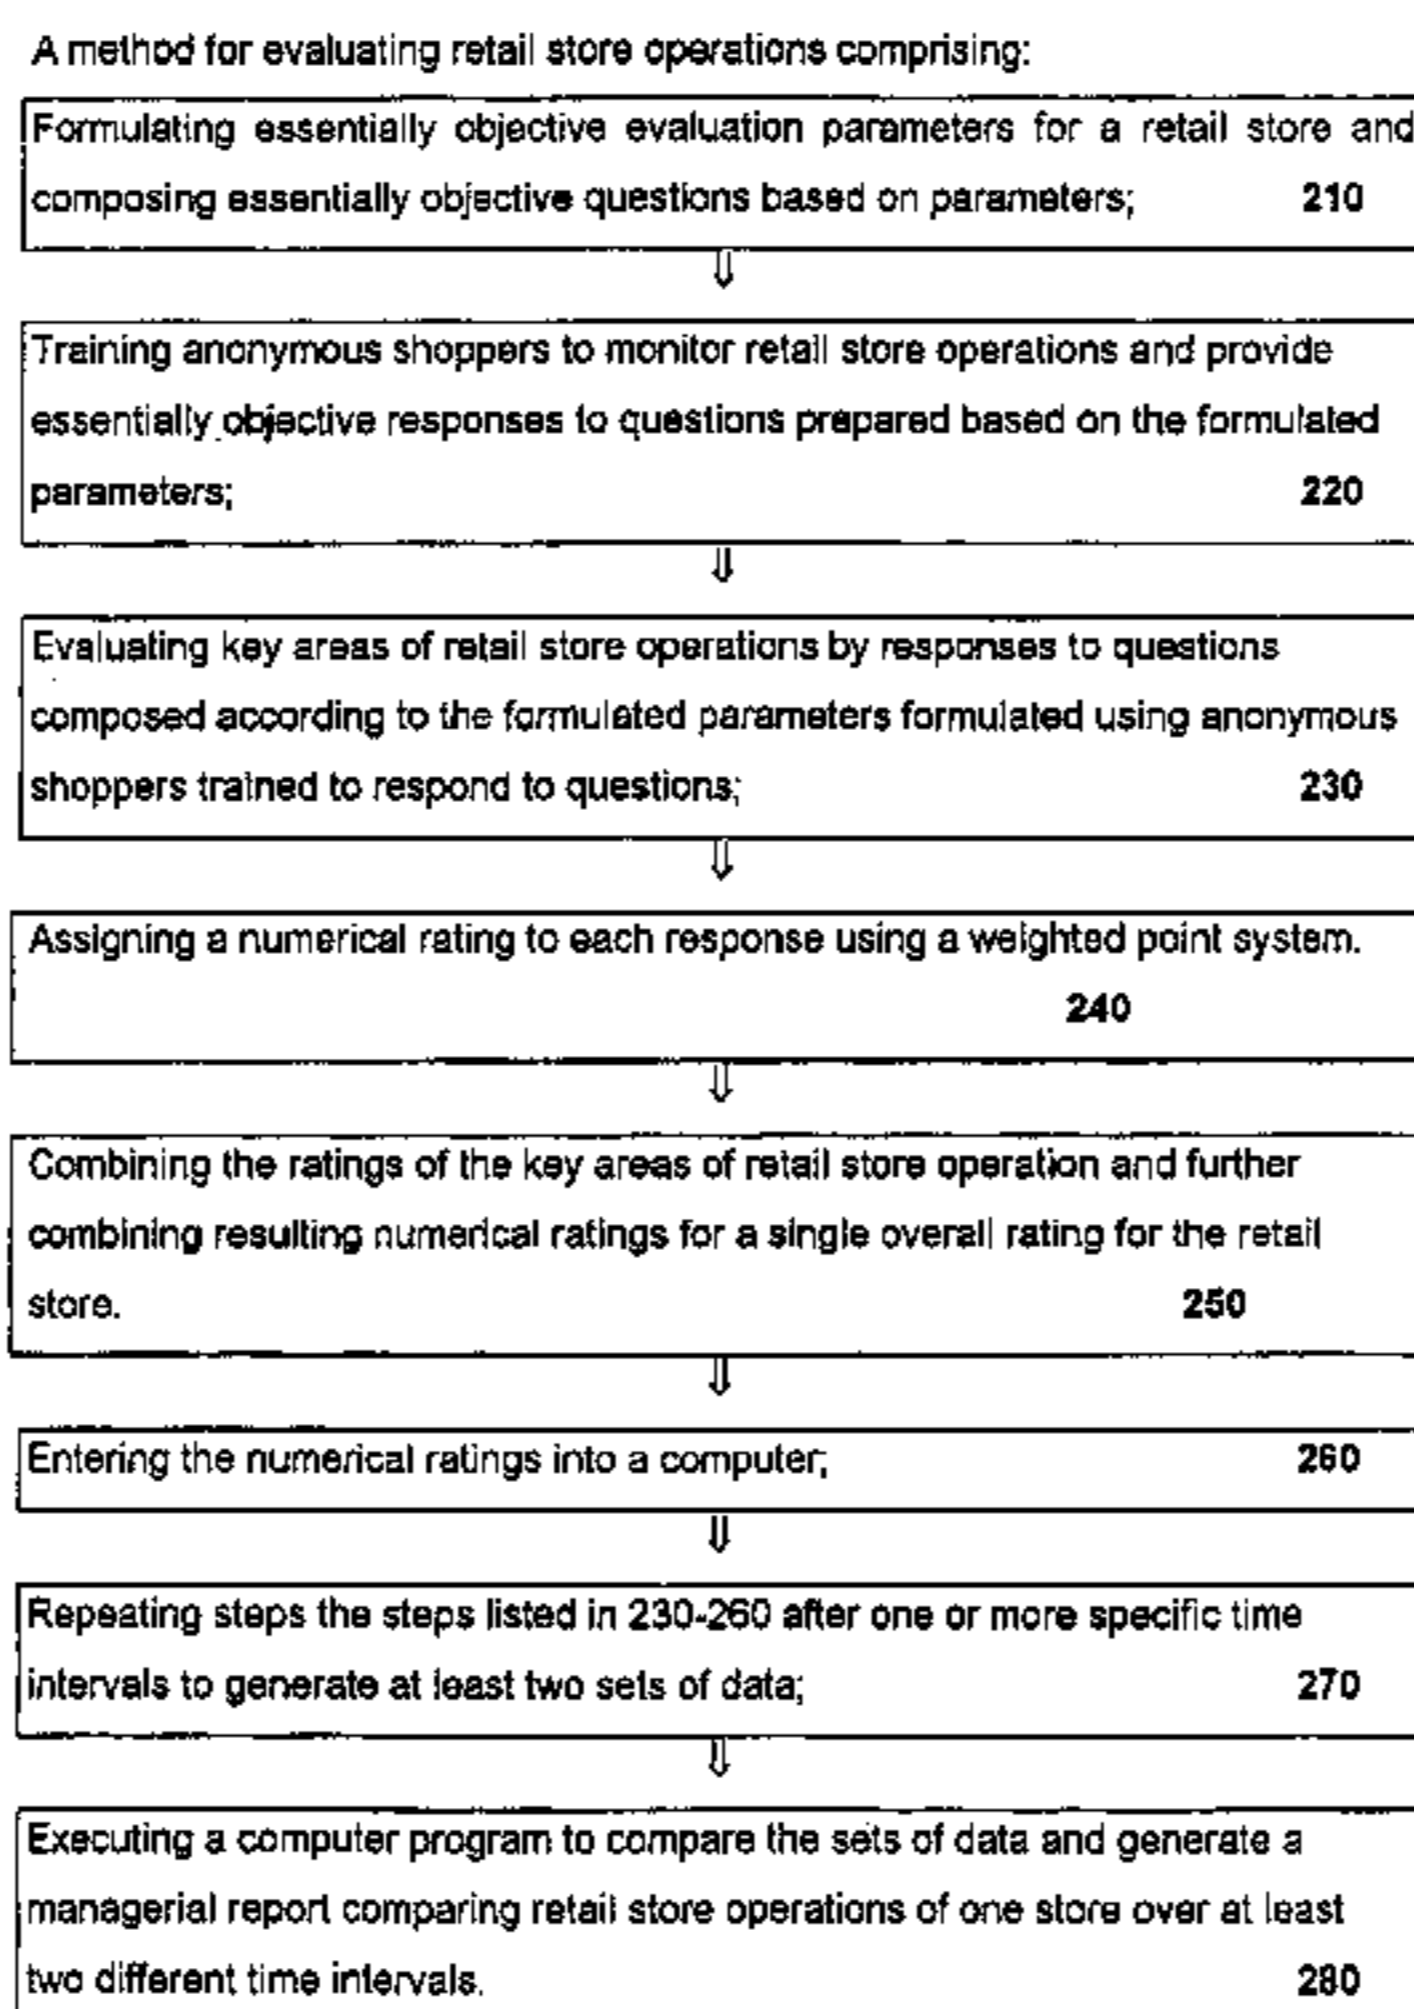 A method for evaluating retail store operations comprising:
Formulating essentially objective evaluation parameters for a retail store and
composing essentially objective questions based on parameters; 210
⇓
Training anonymous shoppers to monitor retail store operations and provide
essentially objective responses to questions prepared based on the formulated
parameters; 220
⇓
Evaluating key areas of retail store operations by responses to questions
composed according to the formulated parameters formulated using anonymous
shoppers trained to respond to questions; 230
⇓
Assigning a numerical rating to each response using a weighted point system.
240
⇓
Combining the ratings of the key areas of retail store operation and further
combining resulting numerical ratings for a single overall rating for the retail
store. 250
⇓
Entering the numerical ratings into a computer; 260
⇓
Repeating steps the steps listed in 230-260 after one or more specific time
intervals to generate at least two sets of data; 270
⇓
Executing a computer program to compare the sets of data and generate a
managerial report comparing retail store operations of one store over at least
two different time intervals. 280